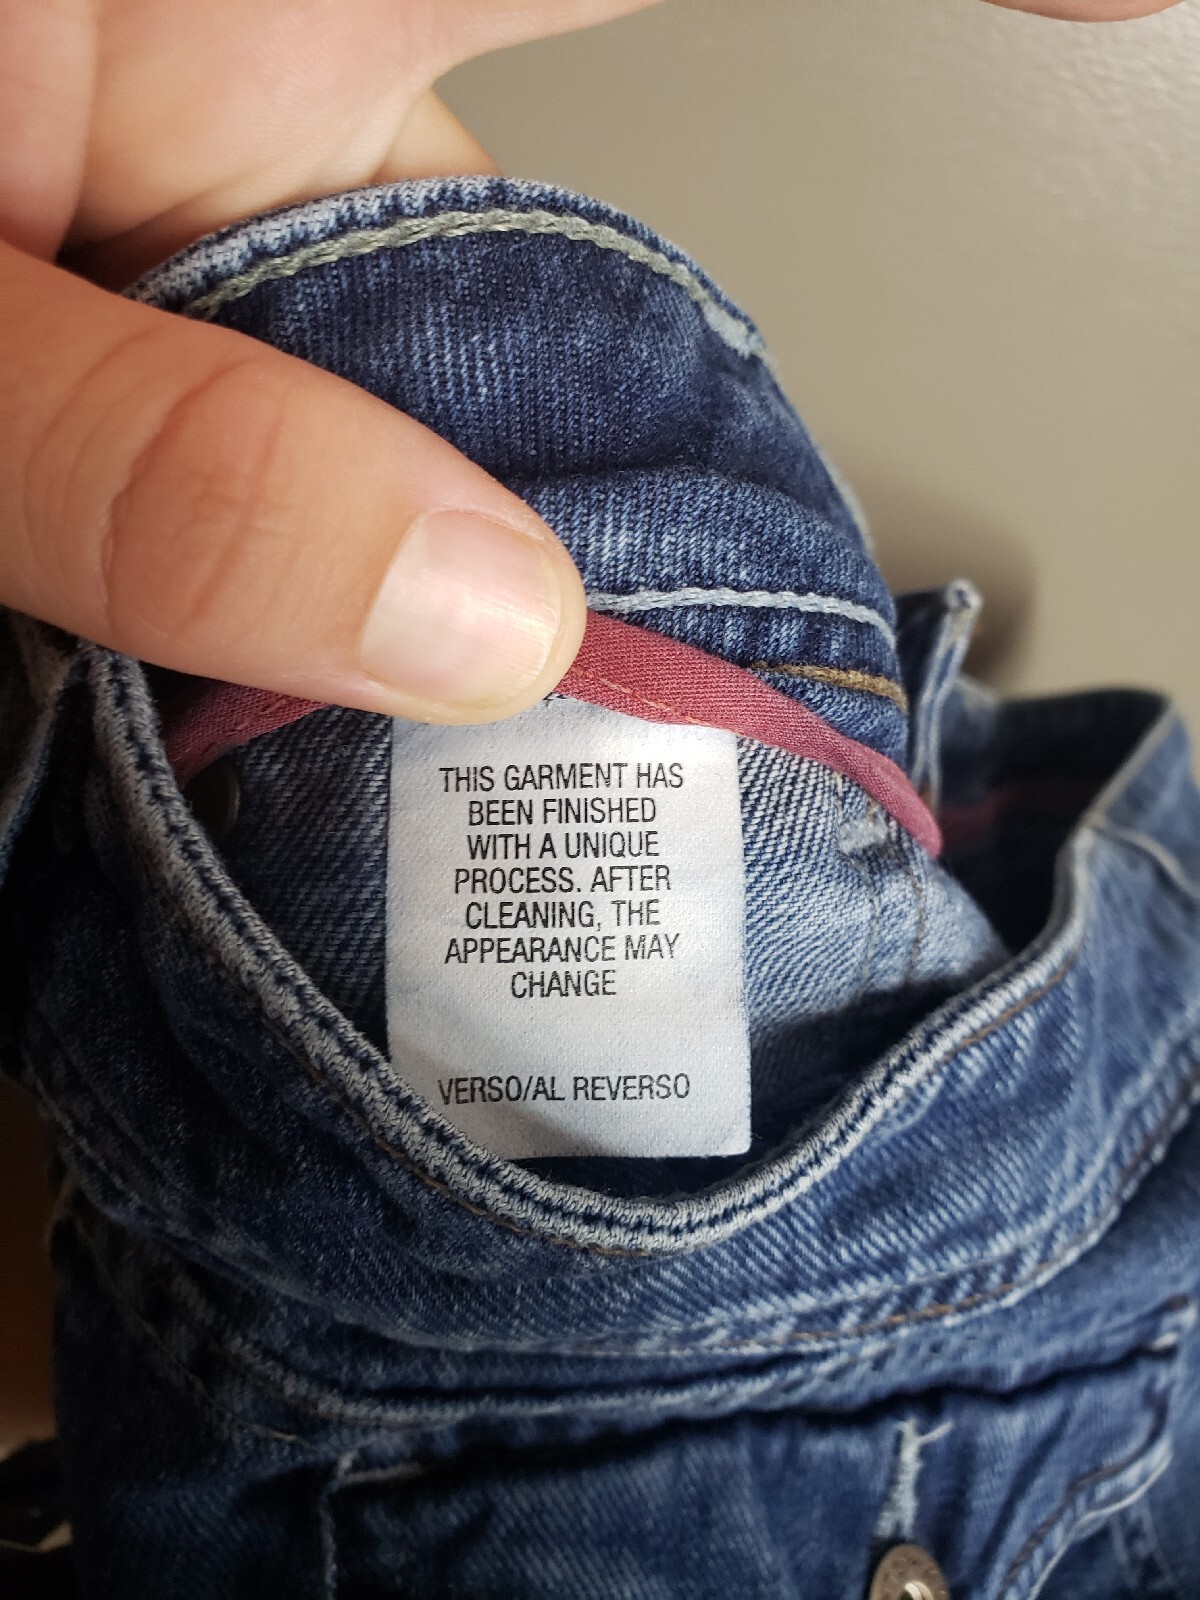 THIS GARMENT HAS
BEEN FINISHED
WITH A UNIQUE
PROCESS. AFTER
CLEANING, THE
APPEARANCE MAY
CHANGE
VERSO/AL REVERSO